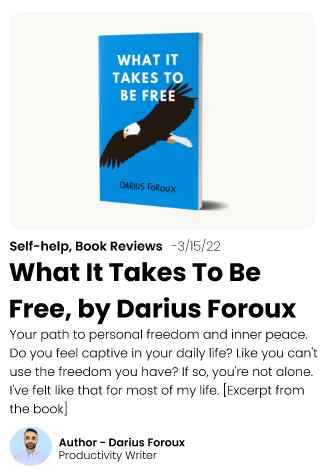 WHAT IT
TAKES TO
BE FREE
DARIUS FOROUX
Self-help, Book Reviews -3/15/22
What It Takes To Be
Free, by Darius Foroux
Your path to personal freedom and inner peace.
Do you feel captive in your daily life? Like you can't
use the freedom you have? If so, you're not alone.
I've felt like that for most of my life. [Excerpt from
the book]
Author - Darius Foroux
Productivity Writer